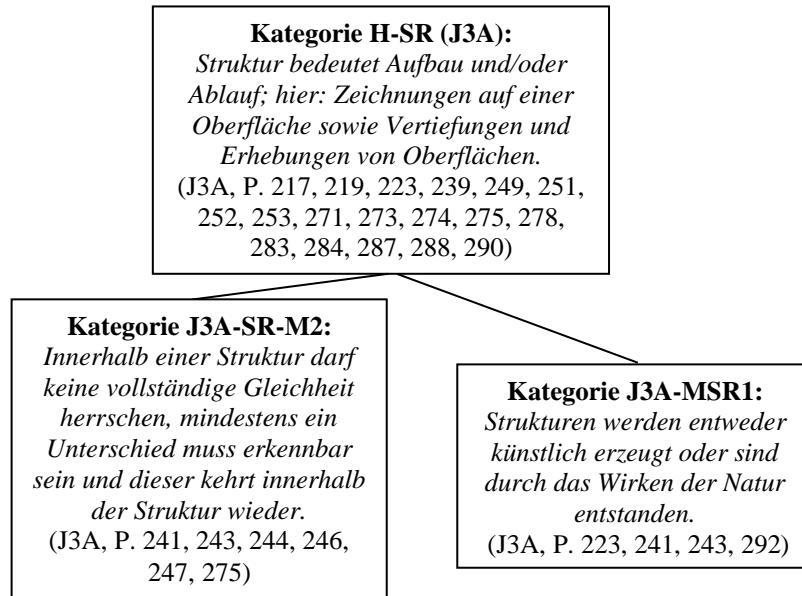 Kategorie H-SR (J3A):
Struktur bedeutet Aufbau und/oder
Ablauf; hier: Zeichnungen auf einer
Oberfläche sowie Vertiefungen und
Erhebungen von Oberflächen.
(J3A, P. 217, 219, 223, 239, 249, 251,
252, 253, 271, 273, 274, 275, 278,
283, 284, 287, 288, 290)
Kategorie J3A-SR-M2:
Innerhalb einer Struktur darf
keine vollständige Gleichheit
herrschen, mindestens ein
Unterschied muss erkennbar
sein und dieser kehrt innerhalb
der Struktur wieder.
(J3A, P. 241, 243, 244, 246,
247, 275)
Kategorie J3A-MSR1:
Strukturen werden entweder
künstlich erzeugt oder sind
durch das Wirken der Natur
entstanden.
(J3A, P. 223, 241, 243, 292)